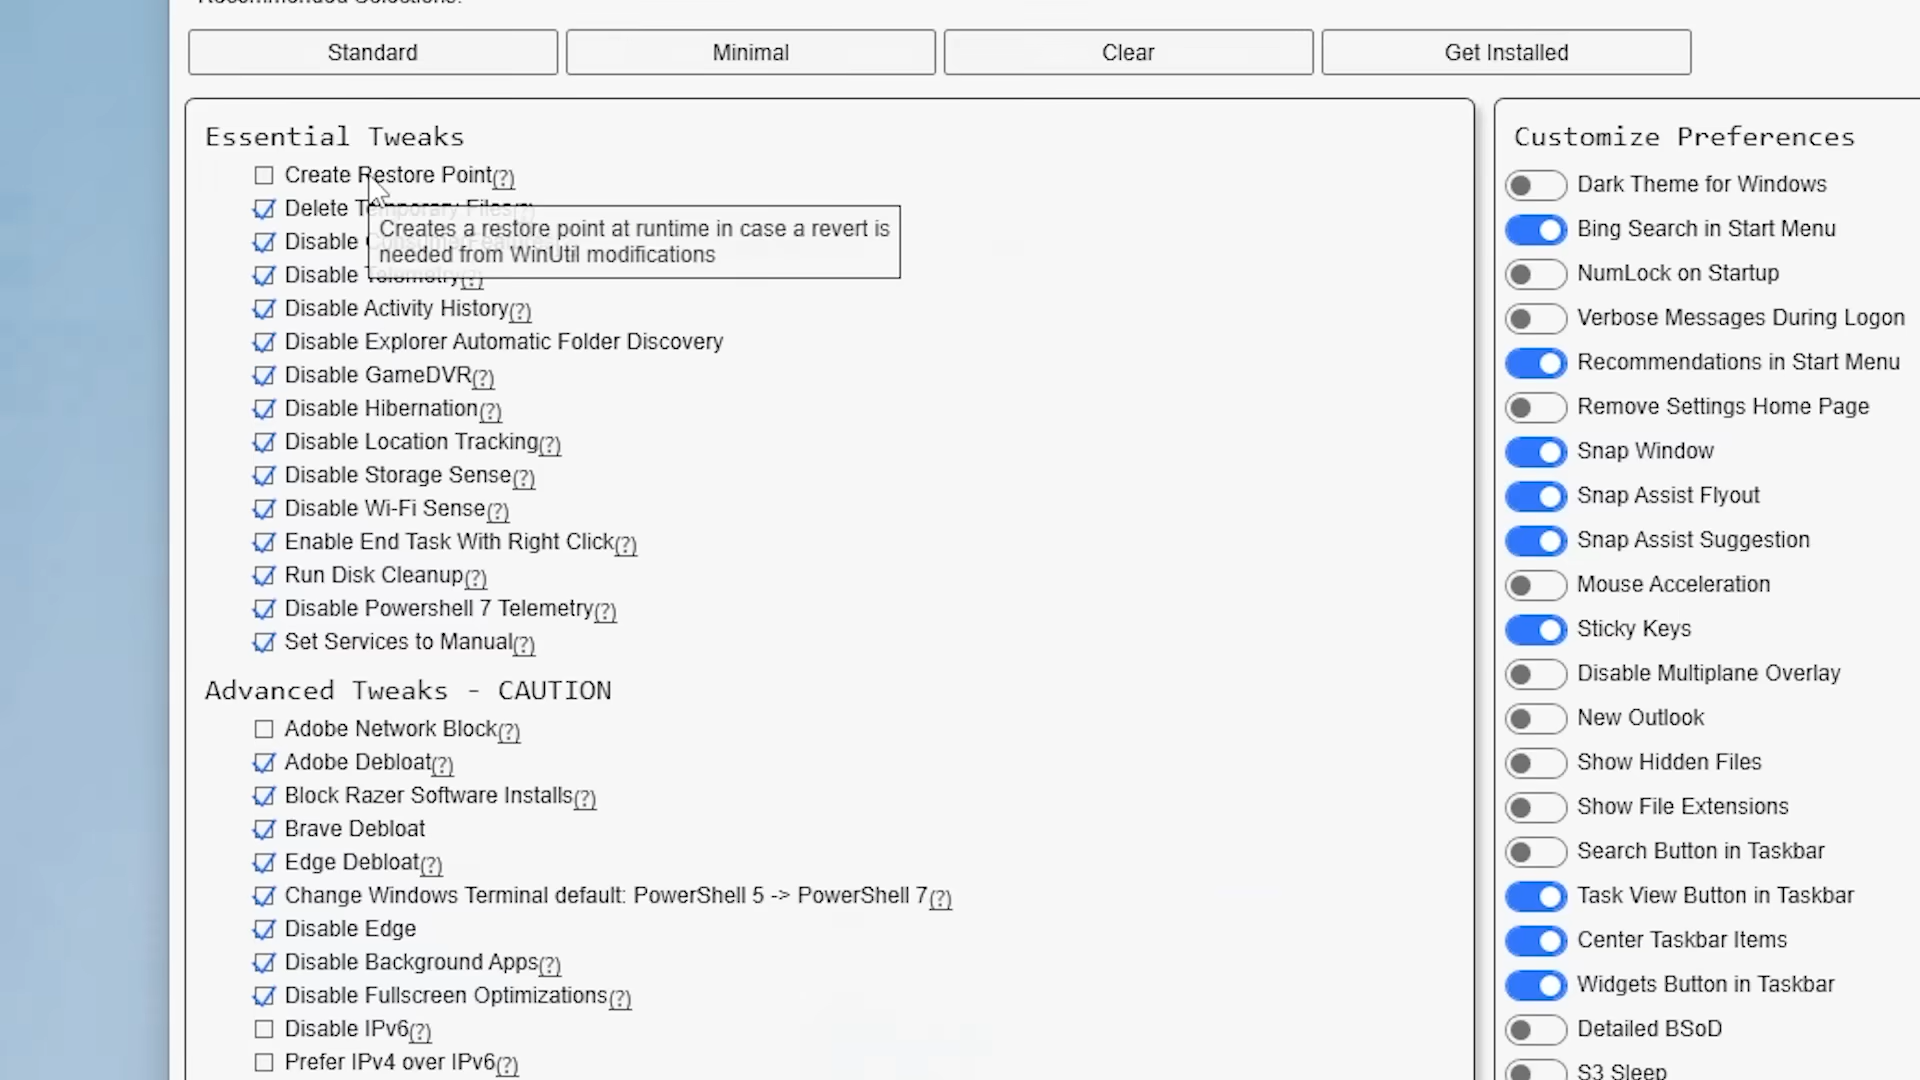 Recommended Selections:
Standard
Minimal
Clear
Get Installed
Essential Tweaks
Create Restore Point(?)
Delete Temporary Files(?)
Creates a restore point at runtime in case a revert is
needed from WinUtil modifications
Disable ConsumerFeatures
Disable Telemetry(?)
Disable Activity History(?)
Disable Explorer Automatic Folder Discovery
Disable GameDVR(?)
Disable Hibernation(?)
Disable Location Tracking(?)
Disable Storage Sense(?)
Disable Wi-Fi Sense(?)
Enable End Task With Right Click(?)
Run Disk Cleanup(?)
Disable Powershell 7 Telemetry(?)
Set Services to Manual(?)
Advanced Tweaks - CAUTION
Adobe Network Block(?)
Adobe Debloat(?)
Block Razer Software Installs(?)
Brave Debloat
Edge Debloat(?)
Change Windows Terminal default: PowerShell 5 -> PowerShell 7(?)
Disable Edge
Disable Background Apps(?)
Disable Fullscreen Optimizations(?)
Disable IPv6(?)
Prefer IPv4 over IPv6(?)
Customize Preferences
Dark Theme for Windows
Bing Search in Start Menu
NumLock on Startup
Verbose Messages During Logon
Recommendations in Start Menu
Remove Settings Home Page
Snap Window
Snap Assist Flyout
Snap Assist Suggestion
Mouse Acceleration
Sticky Keys
Disable Multiplane Overlay
New Outlook
Show Hidden Files
Show File Extensions
Search Button in Taskbar
Task View Button in Taskbar
Center Taskbar Items
Widgets Button in Taskbar
Detailed BSoD
S3 Sleep